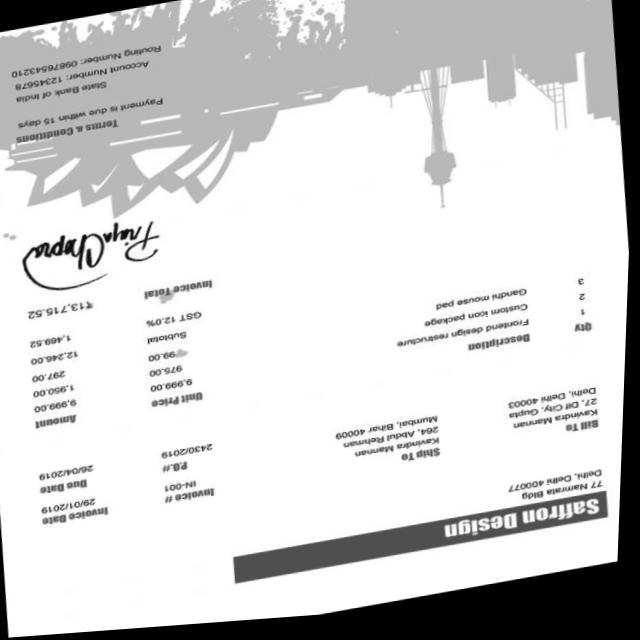 Saffron Design
77 Namrata Bldg
Delhi, Delhi 400077
Bill To
Kavindra Mannan
27, Dlf City, Gupta
Delhi, Delhi 40003
Ship To
Kavindra Mannan
264, Abdul Rehman
Mumbai, Bihar 40009
Invoice #
IN-001
P.O.#
2430/2019
Invoice Date
29/01/2019
Due Date
26/04/2019
Qty Description Unit Price Amount
1 Frontend design restructure 9,999.00 9,999.00
2 Custom icon package 975.00 1,950.00
3 Gandhi mouse pad 99.00 297.00
Subtotal 12,246.00
GST 12.0% 1,469.52
Invoice Total ₹13,715.52
Priya Chopra
Terms & Conditions
Payment is due within 15 days
State Bank of India
Account Number: 12345678
Routing Number: 09876543210